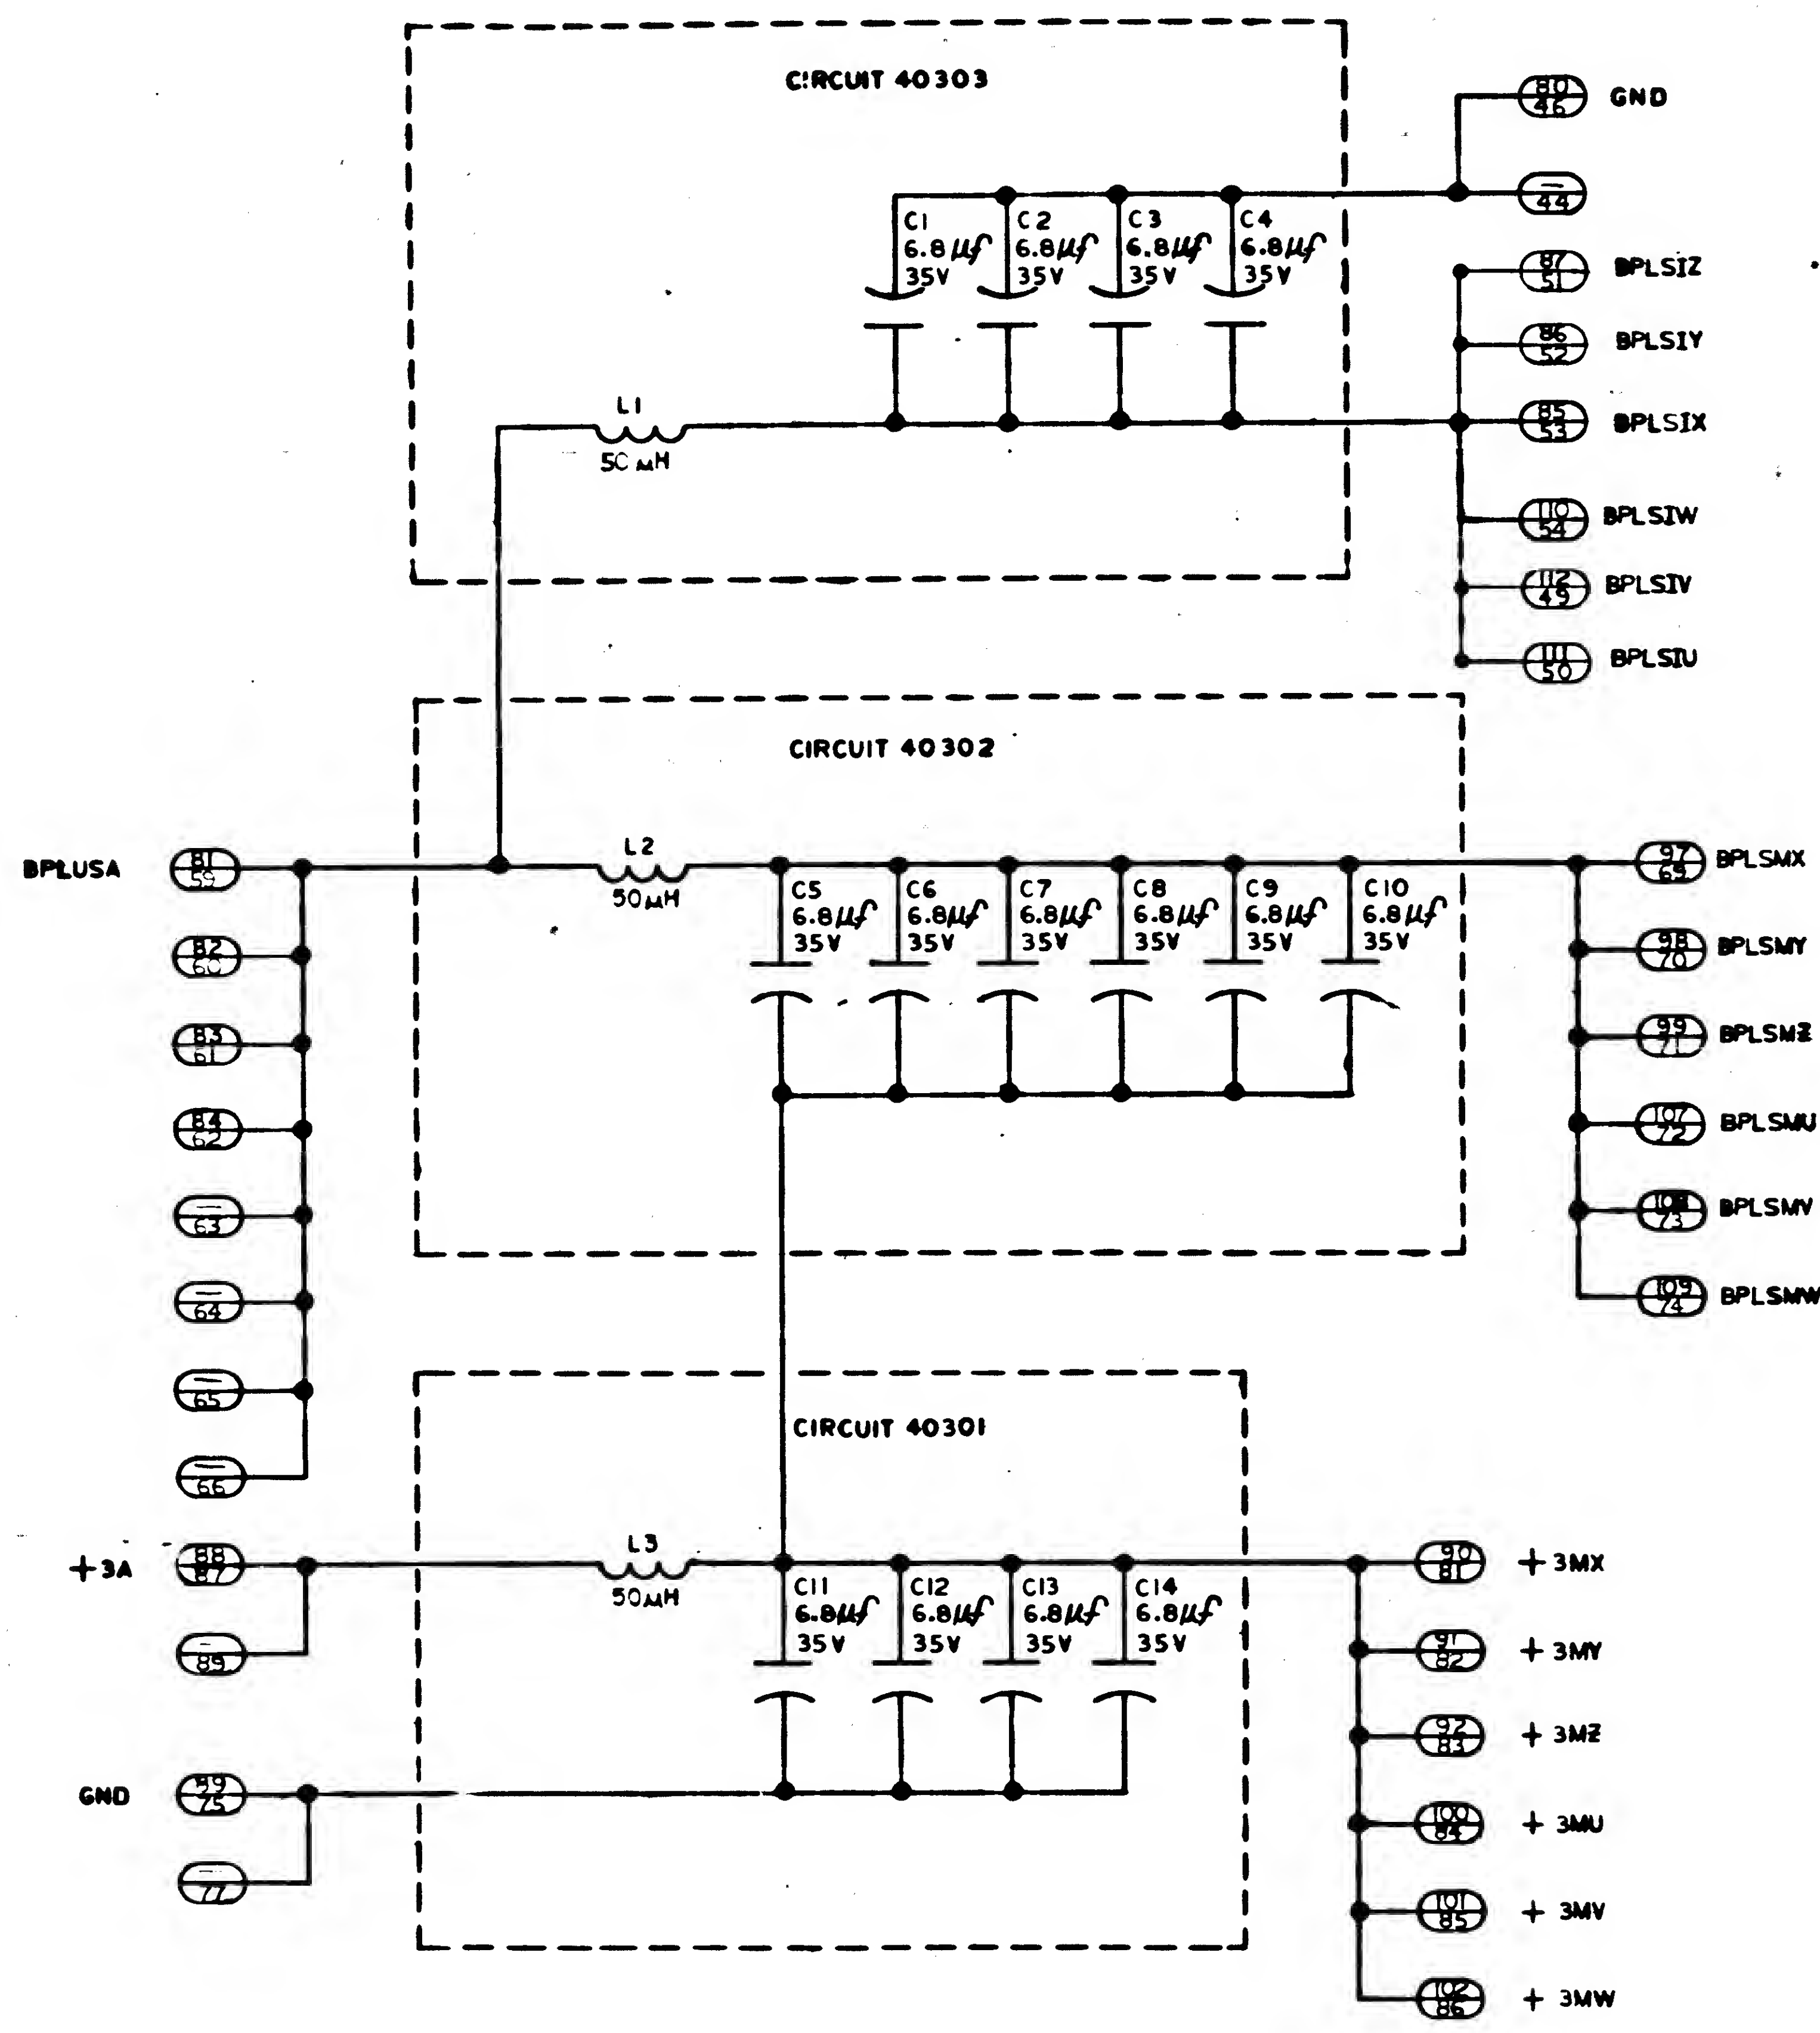 CIRCUIT 40303
80
46
GND
44
C1
6.8µf
35V
C2
6.8µf
35V
C3
6.8µf
35V
C4
6.8µf
35V
87
51
BPLSIZ
86
52
BPLSIY
L1
50µH
85
53
BPLSIX
110
54
BPLSIW
112
49
BPLSIV
111
50
BPLSIU
CIRCUIT 40302
BPLUSA
81
59
L2
50µH
C5
6.8µf
35V
C6
6.8µf
35V
C7
6.8µf
35V
C8
6.8µf
35V
C9
6.8µf
35V
C10
6.8µf
35V
97
69
BPLSMX
82
60
98
70
BPLSMY
83
61
99
71
BPLSMZ
84
62
107
72
BPLSMU
63
108
73
BPLSMV
64
109
74
BPLSMW
65
66
CIRCUIT 40301
+3A
88
87
L3
50µH
C11
6.8µf
35V
C12
6.8µf
35V
C13
6.8µf
35V
C14
6.8µf
35V
90
81
+ 3MX
89
91
82
+ 3MY
92
83
+ 3MZ
GND
75
100
84
+ 3MU
77
101
85
+ 3MV
102
86
+ 3MW